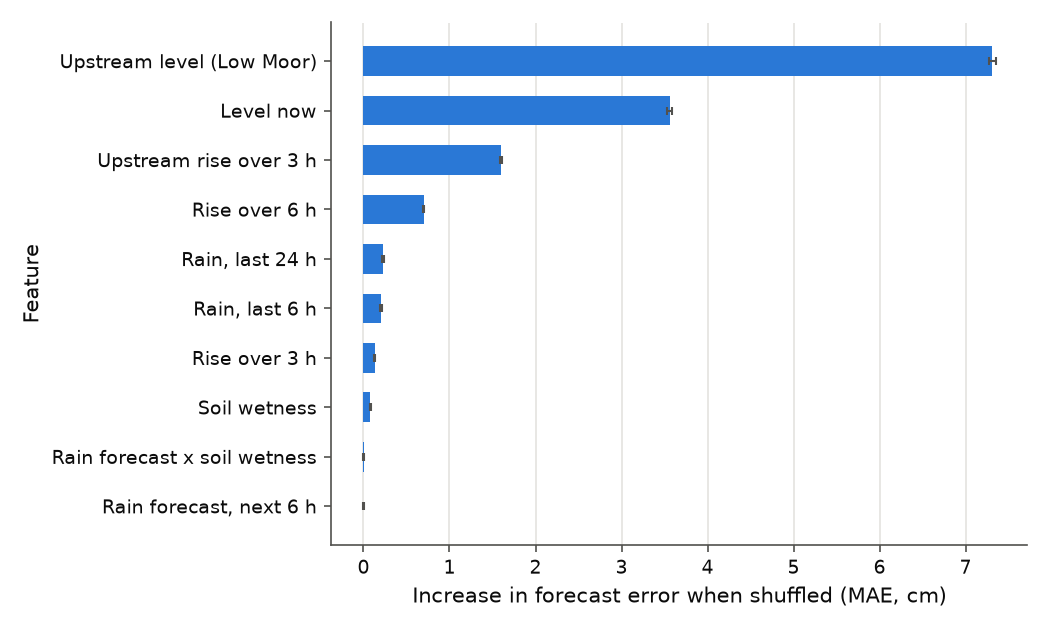 Upstream level (Low Moor)
Level now
Upstream rise over 3 h
Rise over 6 h
Rain, last 24 h
Rain, last 6 h
Rise over 3 h
Soil wetness
Rain forecast x soil wetness
Rain forecast, next 6 h
Feature
0 1 2 3 4 5 6 7
Increase in forecast error when shuffled (MAE, cm)